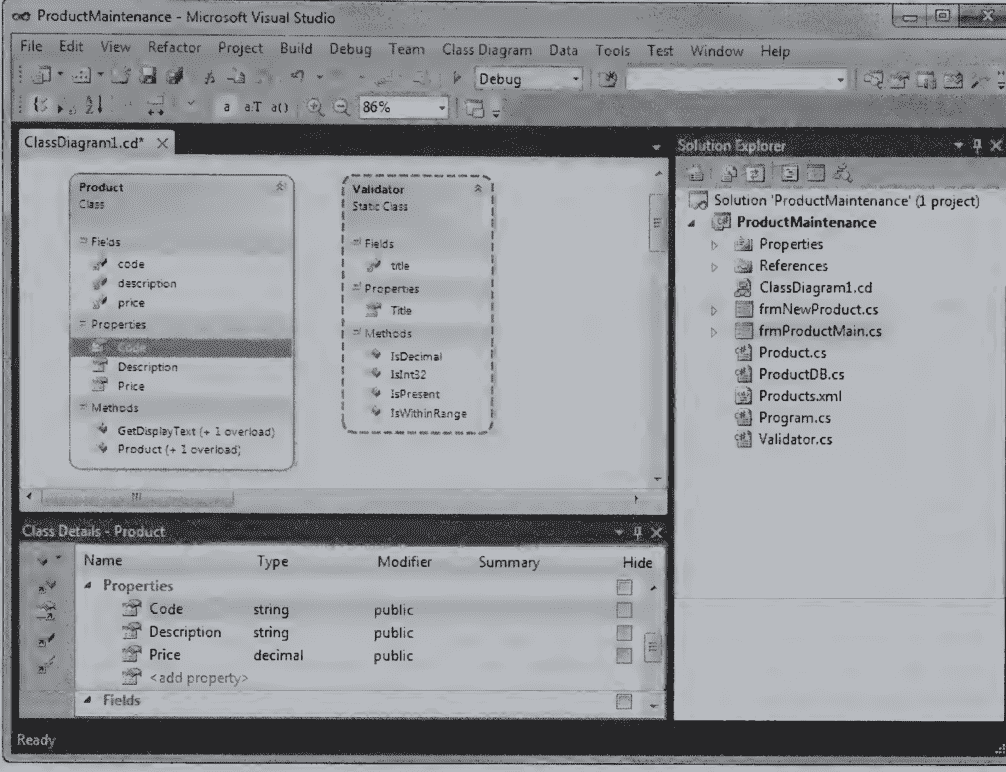 ProductMaintenance - Microsoft Visual Studio
File Edit View Refactor Project Build Debug Team Class Diagram Data Tools Test Window Help
Debug
a a:T a() 86%
ClassDiagram1.cd*
Product
Class
Fields
code
description
price
Properties
Code
Description
Price
Methods
GetDisplayText (+ 1 overload)
Product (+ 1 overload)
Validator
Static Class
Fields
title
Properties
Title
Methods
IsDecimal
IsInt32
IsPresent
IsWithinRange
Solution Explorer
Solution 'ProductMaintenance' (1 project)
ProductMaintenance
Properties
References
ClassDiagram1.cd
frmNewProduct.cs
frmProductMain.cs
Product.cs
ProductDB.cs
Products.xml
Program.cs
Validator.cs
Class Details - Product
Name Type Modifier Summary Hide
Properties
Code string public
Description string public
Price decimal public
<add property>
Fields
Ready